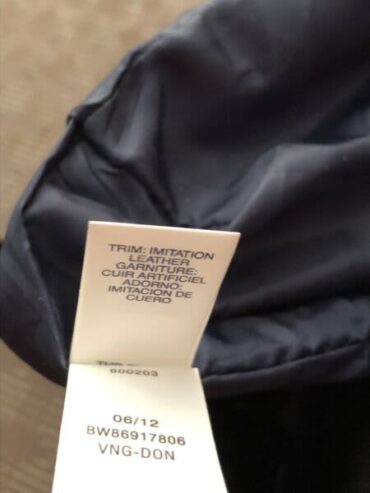 TRIM: IMITATION
LEATHER
GARNITURE:
CUIR ARTIFICIEL
ADORNO:
IMITACION DE
CUERO
600203
06/12
BW86917806
VNG-DON